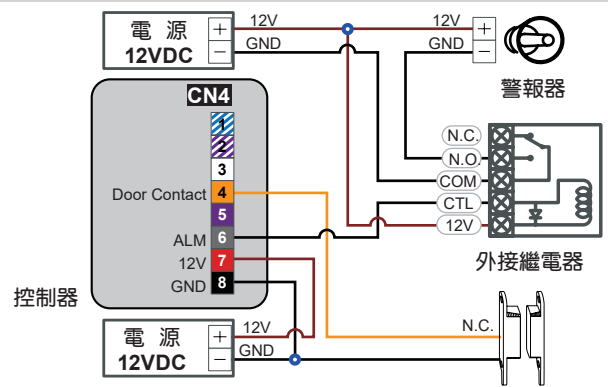 電 源
12VDC
+
−
12V
GND
12V
GND
+
−
警報器
CN4
1
2
3
Door Contact 4
5
ALM 6
12V 7
GND 8
控制器
N.C.
N.O.
COM
CTL
12V
外接繼電器
電 源
12VDC
+
−
12V
GND
N.C.